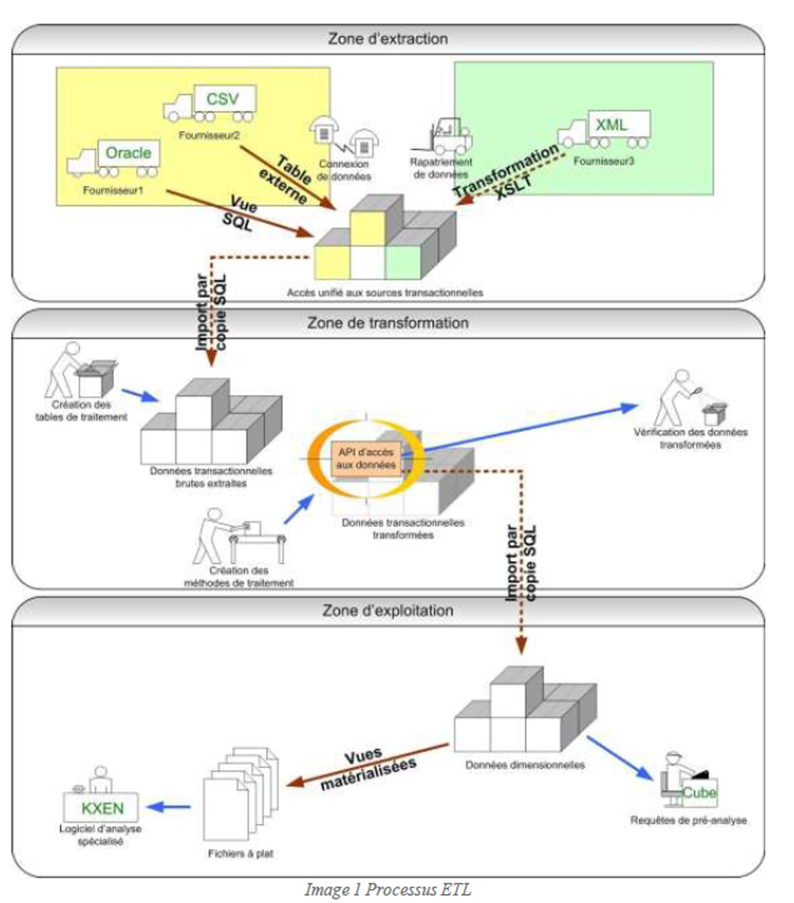 Zone d'extraction
CSV
Fournisseur2
Oracle
Fournisseur1
Connexion
de données
Rapatriement
de données
XML
Fournisseur3
Table
externe
Vue
SQL
Transformation
XSLT
Accès unifié aux sources transactionnelles
Import par
copie SQL
Zone de transformation
Création des
tables de traitement
Données transactionnelles
brutes extraites
API d'accès
aux données
Données transactionnelles
transformées
Vérification des données
transformées
Création des
méthodes de traitement
Import par
copie SQL
Zone d'exploitation
Données dimensionnelles
Vues
matérialisées
KXEN
Logiciel d'analyse
spécialisé
Fichiers à plat
Cube
Requêtes de pré-analyse
Image 1 Processus ETL